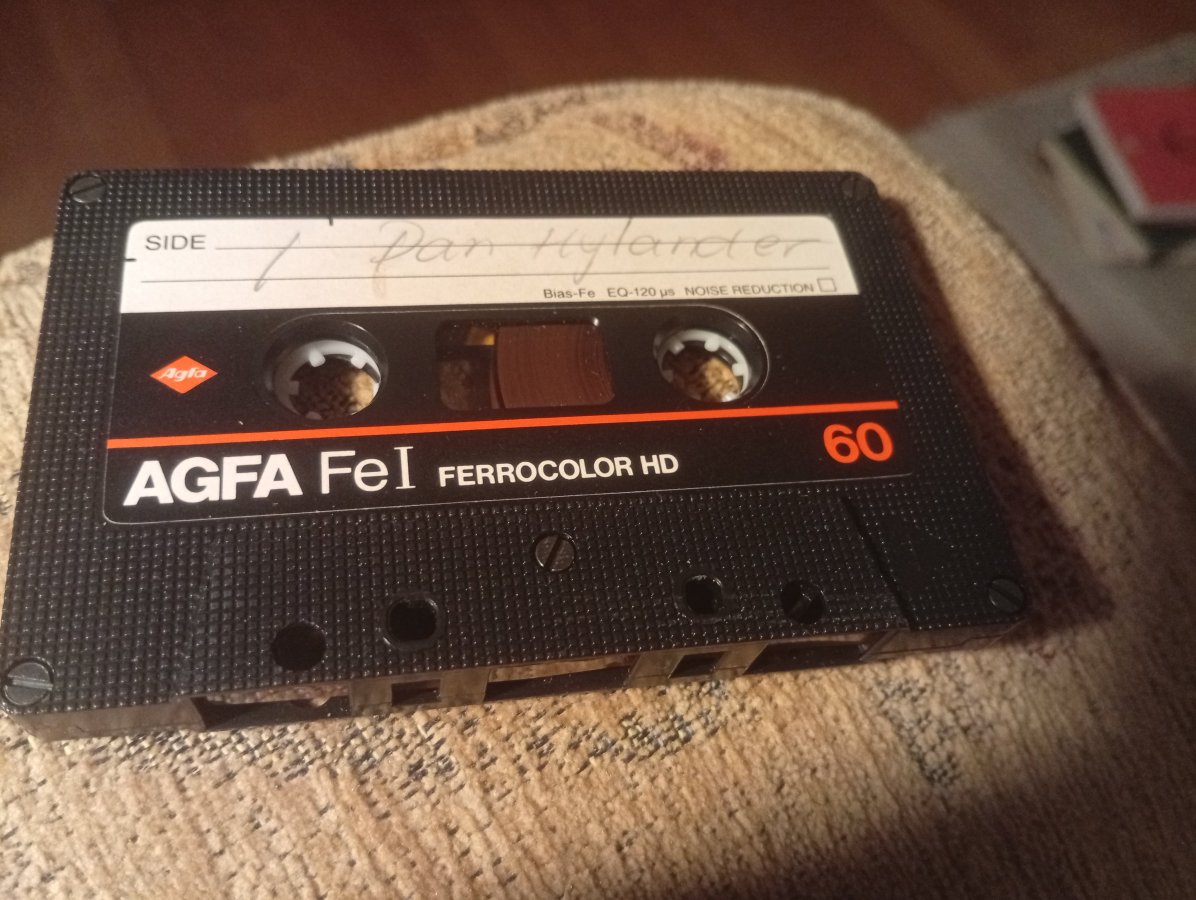 SIDE 1 Dan Hylander
Bias-Fe EQ-120 µs NOISE REDUCTION
Agfa
60
AGFA FeI FERROCOLOR HD